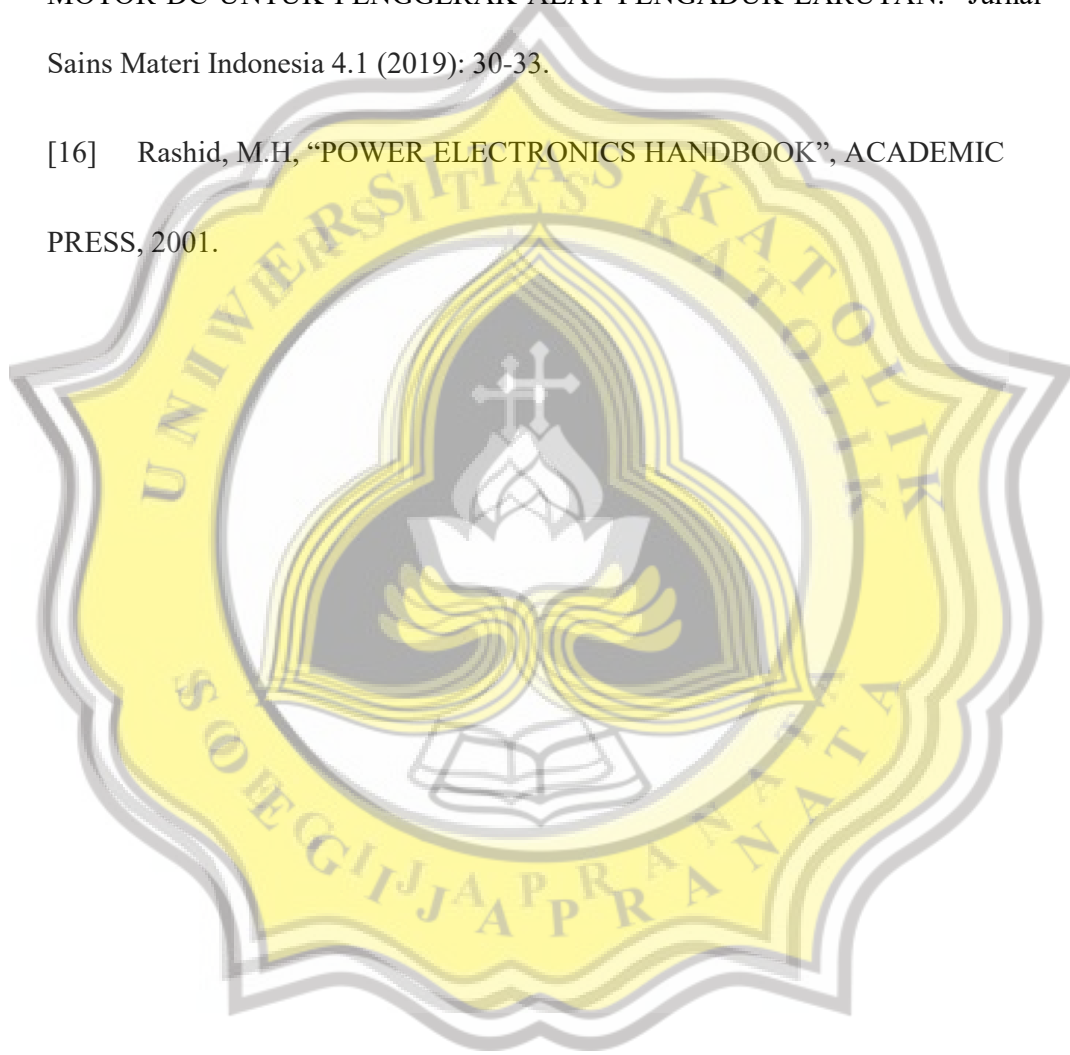 MOTOR DC UNTUK PENGGERAK ALAT PENGADUK LARUTAN." Jurnal
Sains Materi Indonesia 4.1 (2019): 30-33.
[16] Rashid, M.H, “POWER ELECTRONICS HANDBOOK”, ACADEMIC
PRESS, 2001.
UNIVERSITAS KATOLIK
SOEGIJAPRANATA